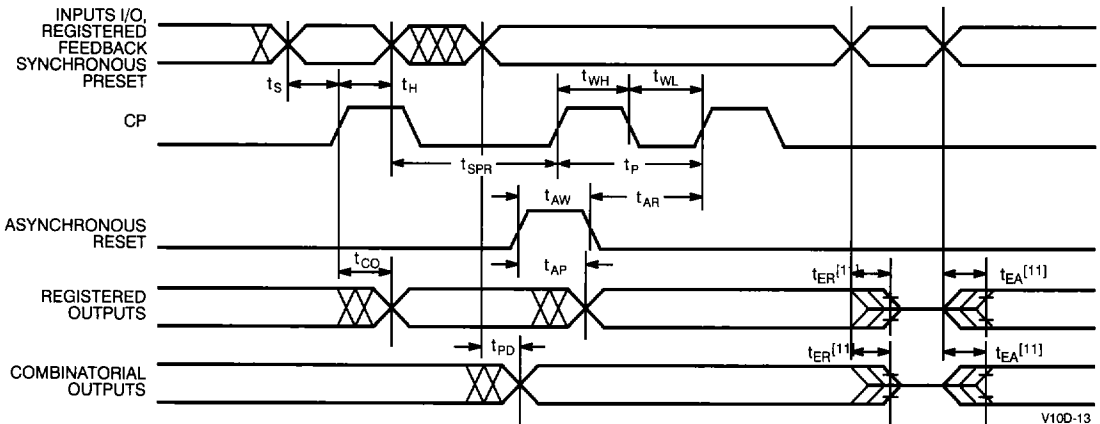 INPUTS I/O,
REGISTERED
FEEDBACK
SYNCHRONOUS
PRESET
tS
tH
tWH
tWL
CP
tSPR
tP
tAW
tAR
ASYNCHRONOUS
RESET
tCO
tAP
tER[11]
tEA[11]
REGISTERED
OUTPUTS
tPD
tER[11]
tEA[11]
COMBINATORIAL
OUTPUTS
V10D-13